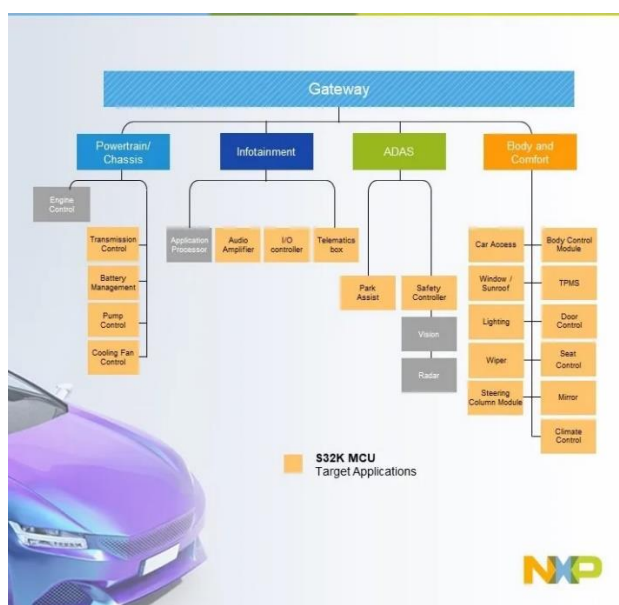 Gateway
Powertrain/
Chassis
Infotainment
ADAS
Body and
Comfort
Engine
Control
Transmission
Control
Battery
Management
Pump
Control
Cooling Fan
Control
Application
Processor
Audio
Amplifier
I/O
controller
Telematics
box
Park
Assist
Safety
Controller
Vision
Radar
Car Access
Window /
Sunroof
Lighting
Wiper
Steering
Column Module
Body Control
Module
TPMS
Door
Control
Seat
Control
Mirror
Climate
Control
S32K MCU
Target Applications
NXP